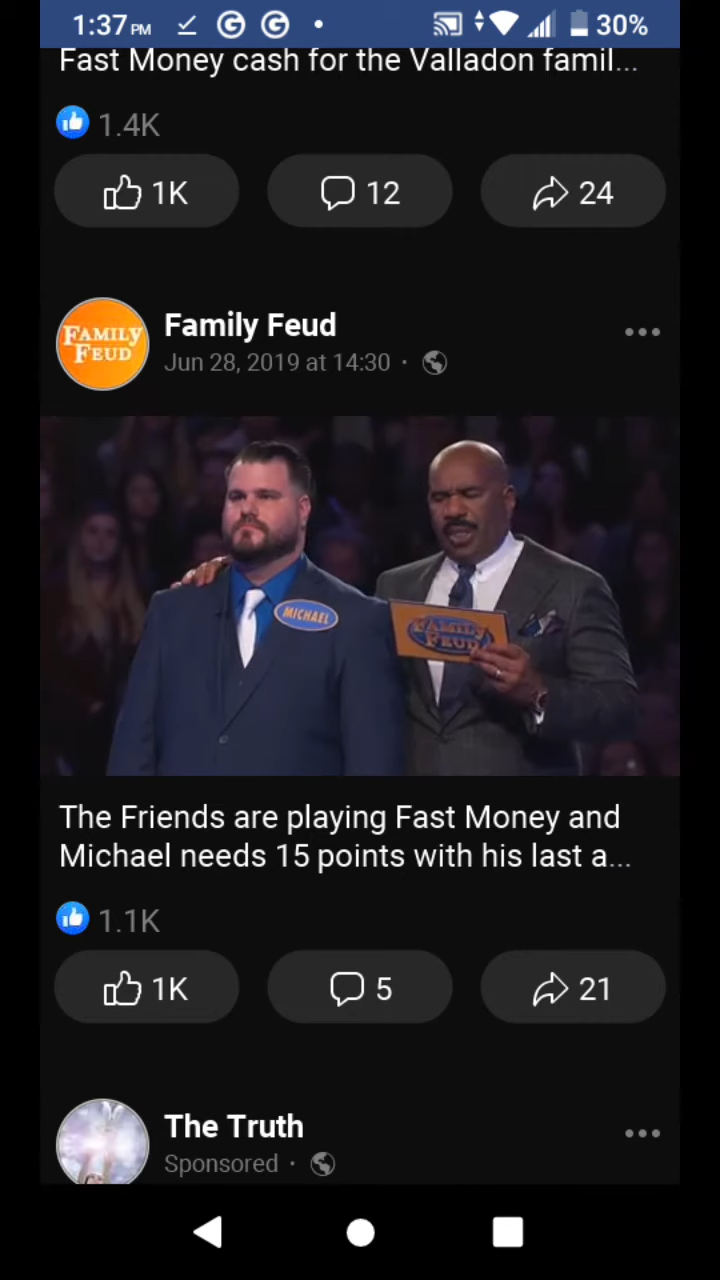 1:37 PM
30%
Fast Money cash for the Valladon famil...
1.4K
1K
12
24
FAMILY
FEUD
Family Feud
Jun 28, 2019 at 14:30 ·
MICHAEL
FAMILY
FEUD
The Friends are playing Fast Money and
Michael needs 15 points with his last a...
1.1K
1K
5
21
The Truth
Sponsored ·